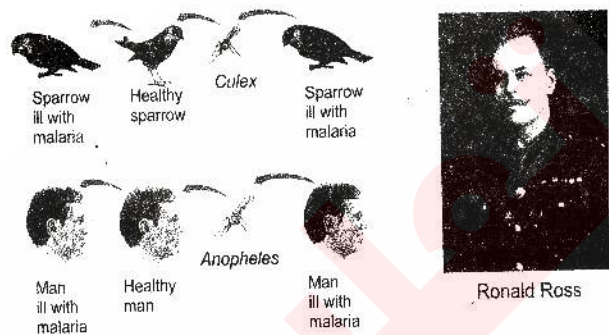 Culex
Sparrow
ill with
malaria
Healthy
sparrow
Sparrow
ill with
malaria
Anopheles
Man
ill with
malaria
Healthy
man
Man
ill with
malaria
Ronald Ross